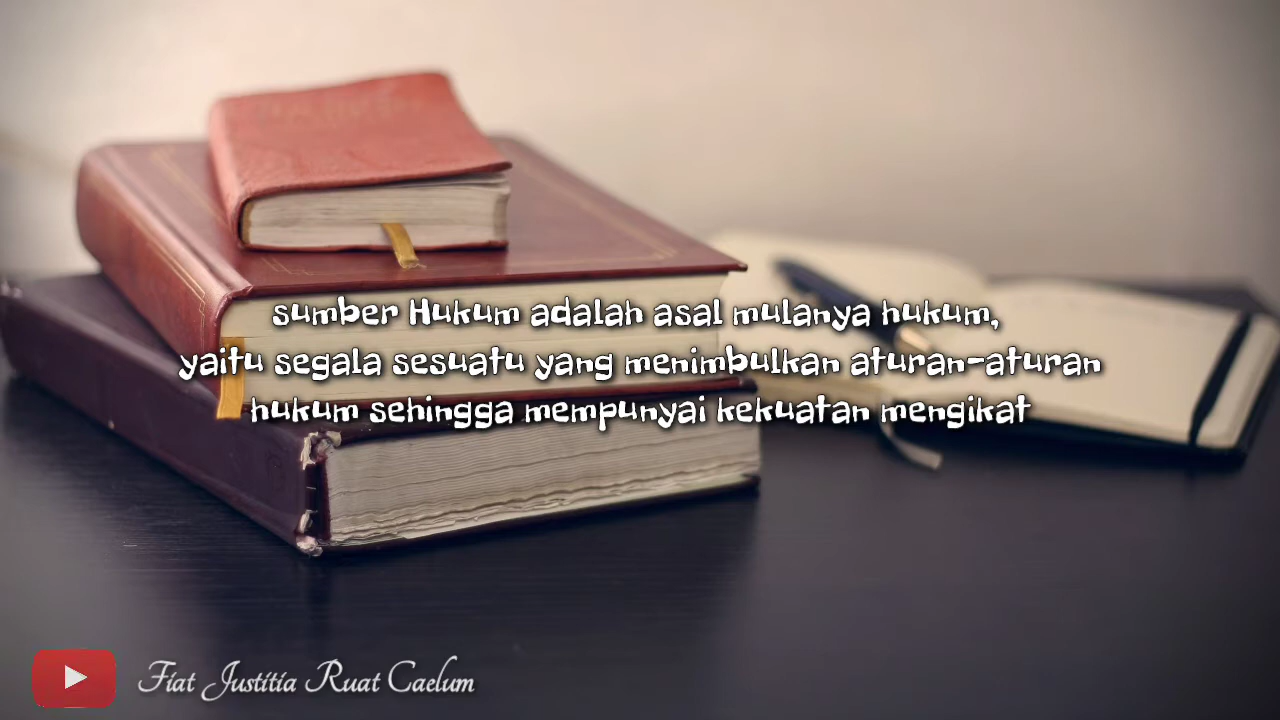 sumber Hukum adalah asal mulanya hukum,
yaitu segala sesuatu yang menimbulkan aturan-aturan
hukum sehingga mempunyai kekuatan mengikat
Fiat Justitia Ruat Caelum